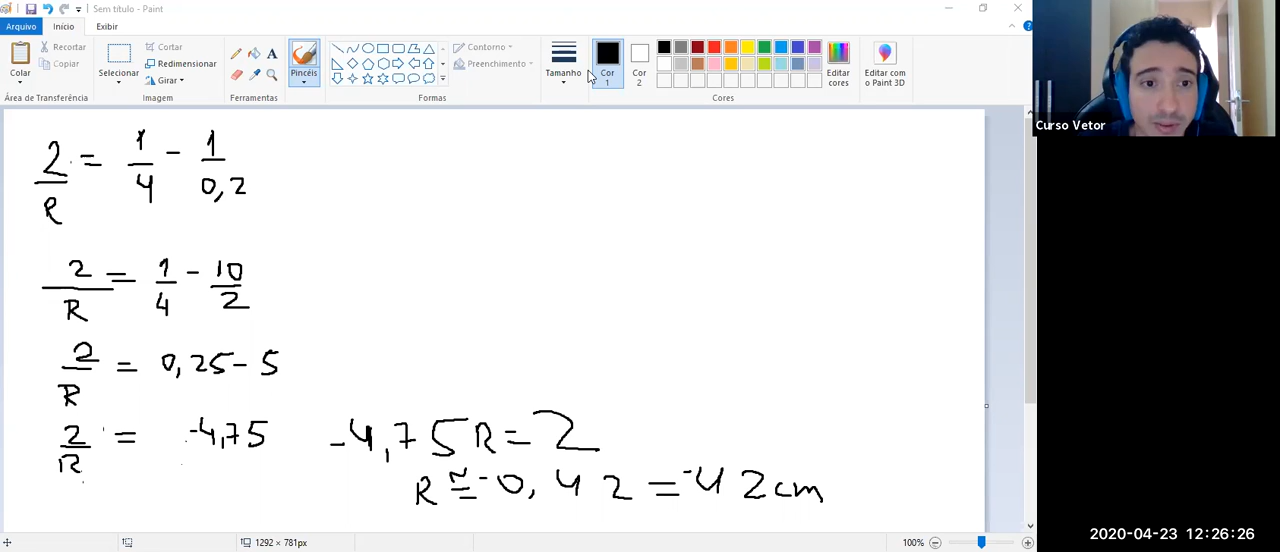 Sem título - Paint
Arquivo Início Exibir
Colar
Recortar
Copiar
Área de Transferência
Selecionar
Cortar
Redimensionar
Girar
Imagem
Ferramentas
Pincéis
Contorno
Preenchimento
Formas
Tamanho
Cor 1
Cor 2
Editar cores
Cores
Editar com o Paint 3D
Curso Vetor
2/R = 1/4 - 1/0,2
2/R = 1/4 - 10/2
2/R = 0,25 - 5
2/R = -4,75 -4,75R = 2
R ≅ -0,42 = -42cm
2020-04-23 12:26:26
1292 × 781px
100%